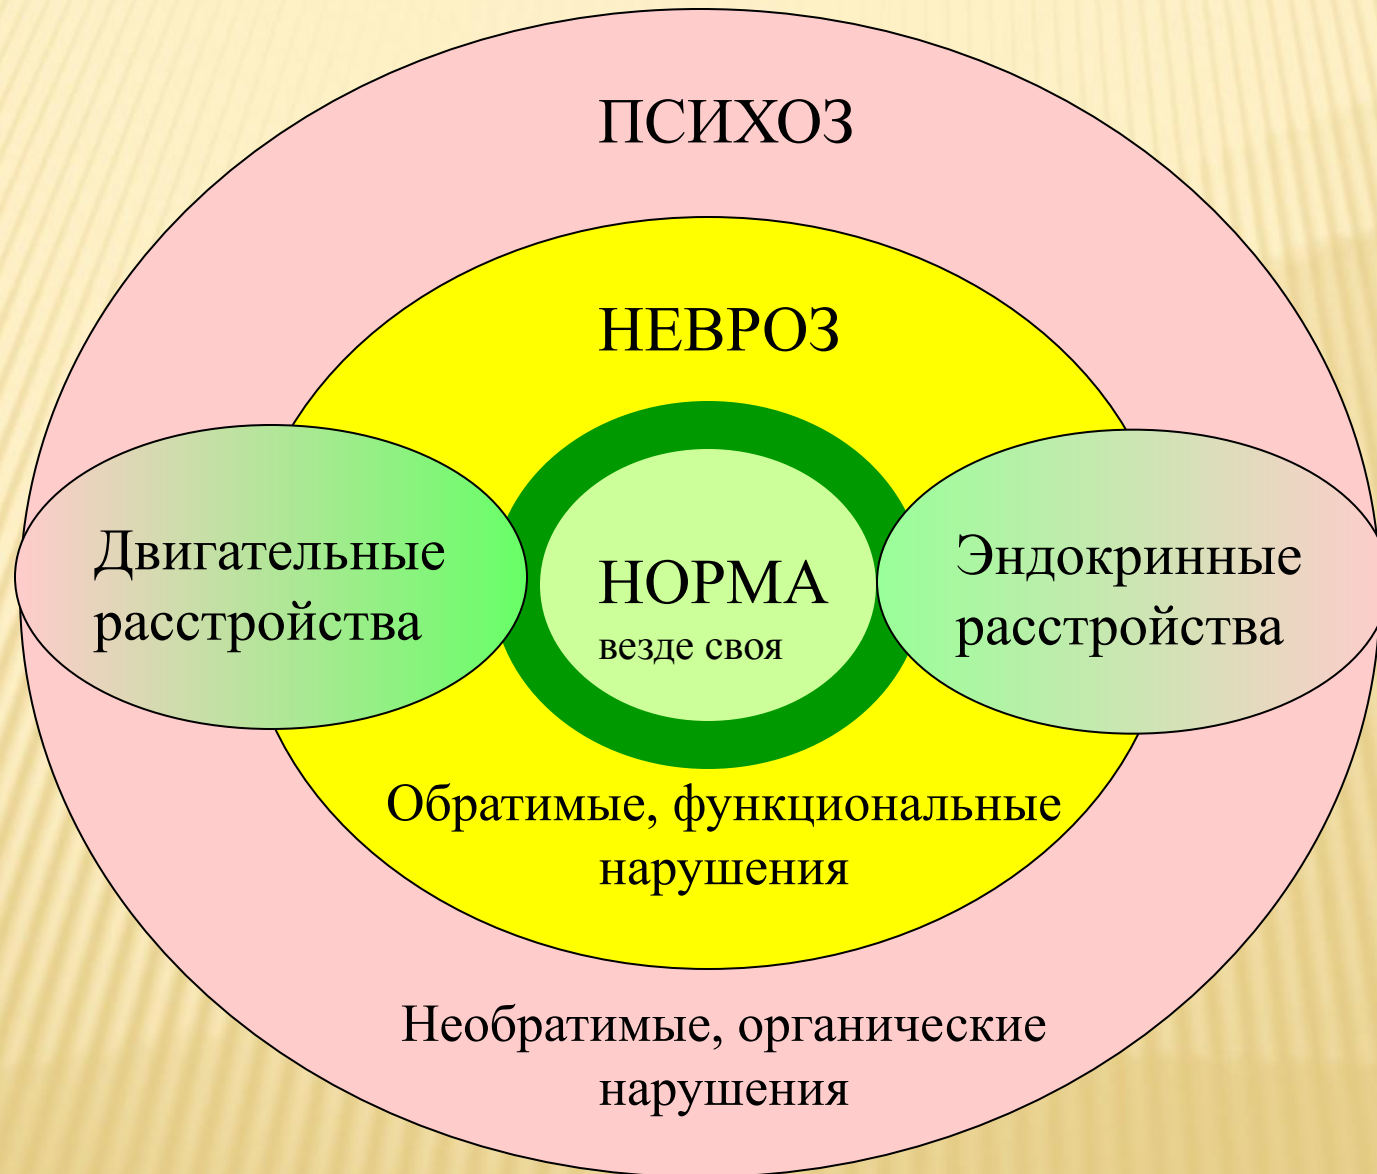 ПСИХОЗ
НЕВРОЗ
Двигательные
расстройства
НОРМА
везде своя
Эндокринные
расстройства
Обратимые, функциональные
нарушения
Необратимые, органические
нарушения